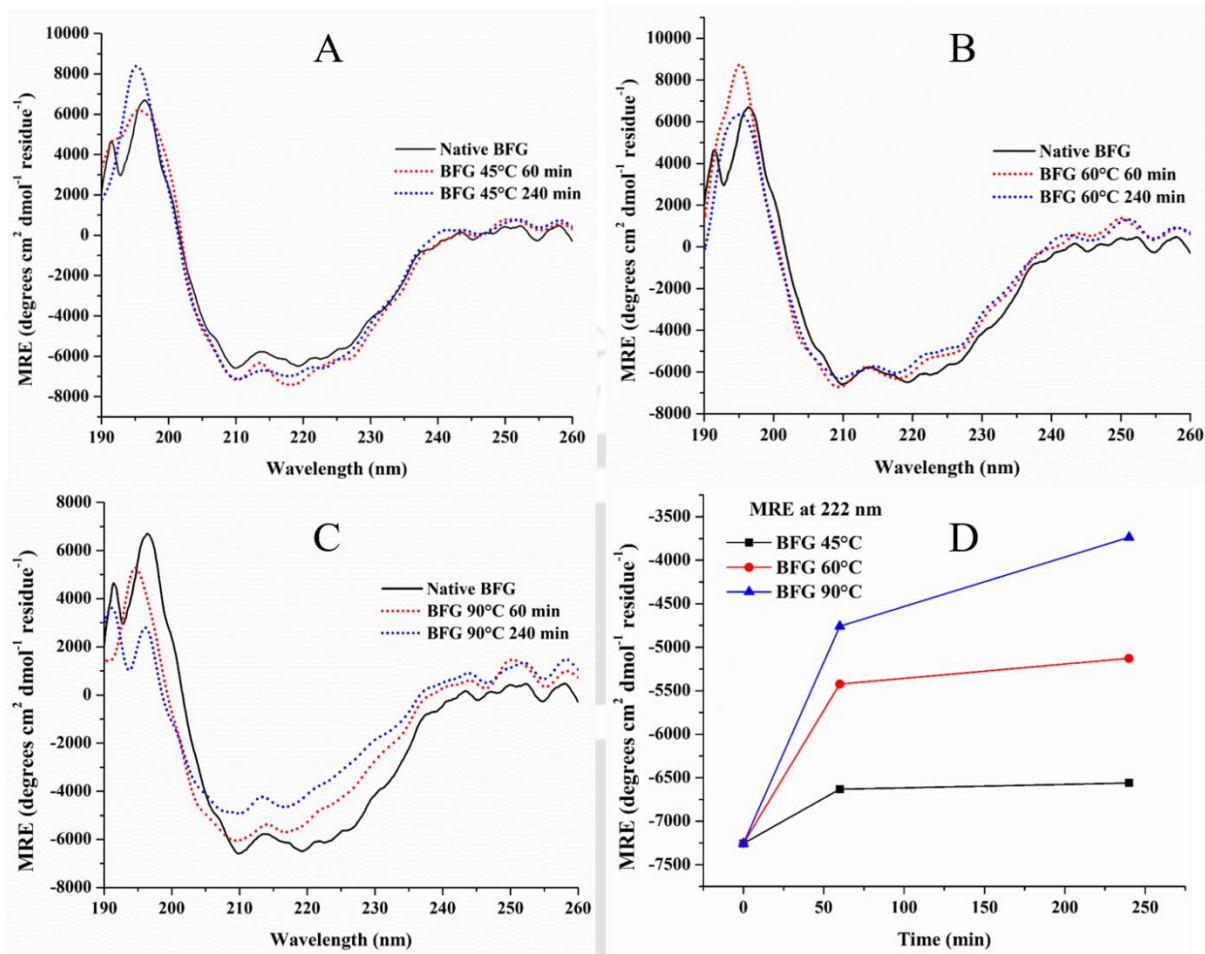 A
MRE (degrees cm² dmol⁻¹ residue⁻¹)
10000
8000
6000
4000
2000
0
-2000
-4000
-6000
-8000
Native BFG
BFG 45°C 60 min
BFG 45°C 240 min
190 200 210 220 230 240 250 260
Wavelength (nm)
B
MRE (degrees cm² dmol⁻¹ residue⁻¹)
10000
8000
6000
4000
2000
0
-2000
-4000
-6000
-8000
Native BFG
BFG 60°C 60 min
BFG 60°C 240 min
190 200 210 220 230 240 250 260
Wavelength (nm)
C
MRE (degrees cm² dmol⁻¹ residue⁻¹)
8000
6000
4000
2000
0
-2000
-4000
-6000
-8000
Native BFG
BFG 90°C 60 min
BFG 90°C 240 min
190 200 210 220 230 240 250 260
Wavelength (nm)
D
MRE (degrees cm² dmol⁻¹ residue⁻¹)
-3500
-4000
-4500
-5000
-5500
-6000
-6500
-7000
-7500
MRE at 222 nm
BFG 45°C
BFG 60°C
BFG 90°C
0 50 100 150 200 250
Time (min)